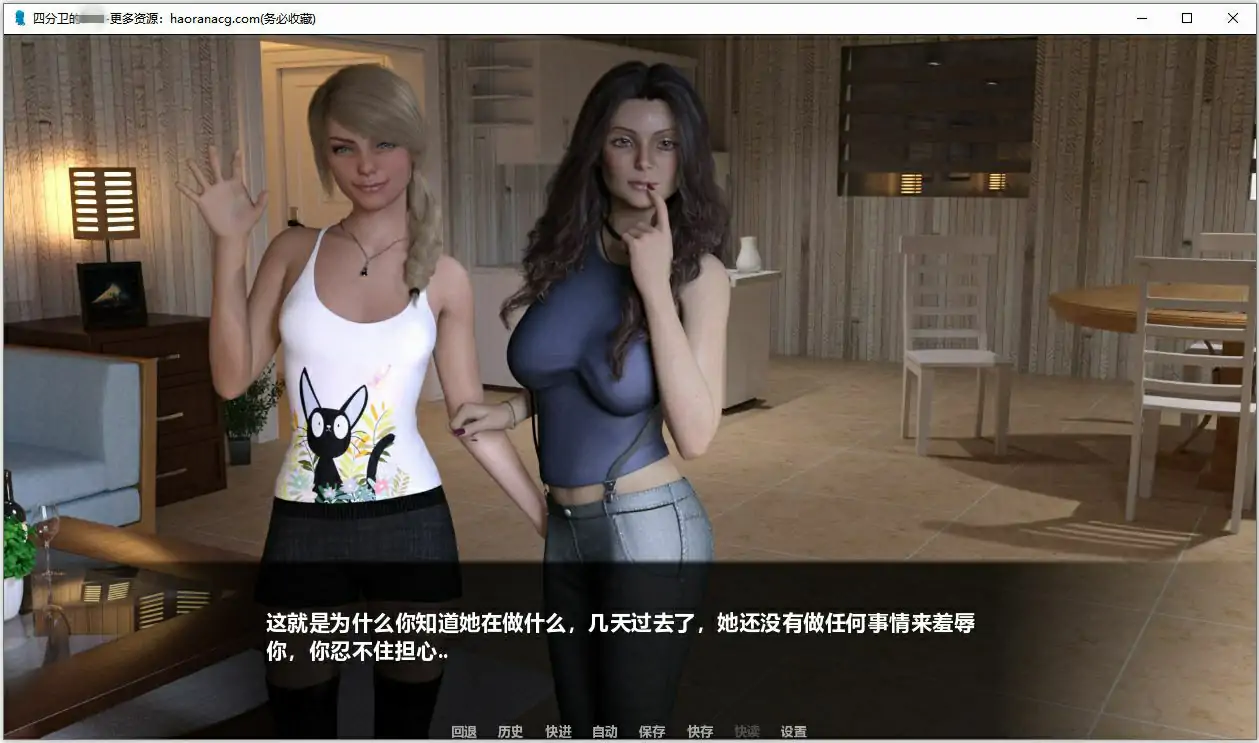 四分卫的 -更多资源：haoranacg.com(务必收藏)
这就是为什么你知道她在做什么，几天过去了，她还没有做任何事情来羞辱
你，你忍不住担心..
回退 历史 快进 自动 保存 快存 快读 设置